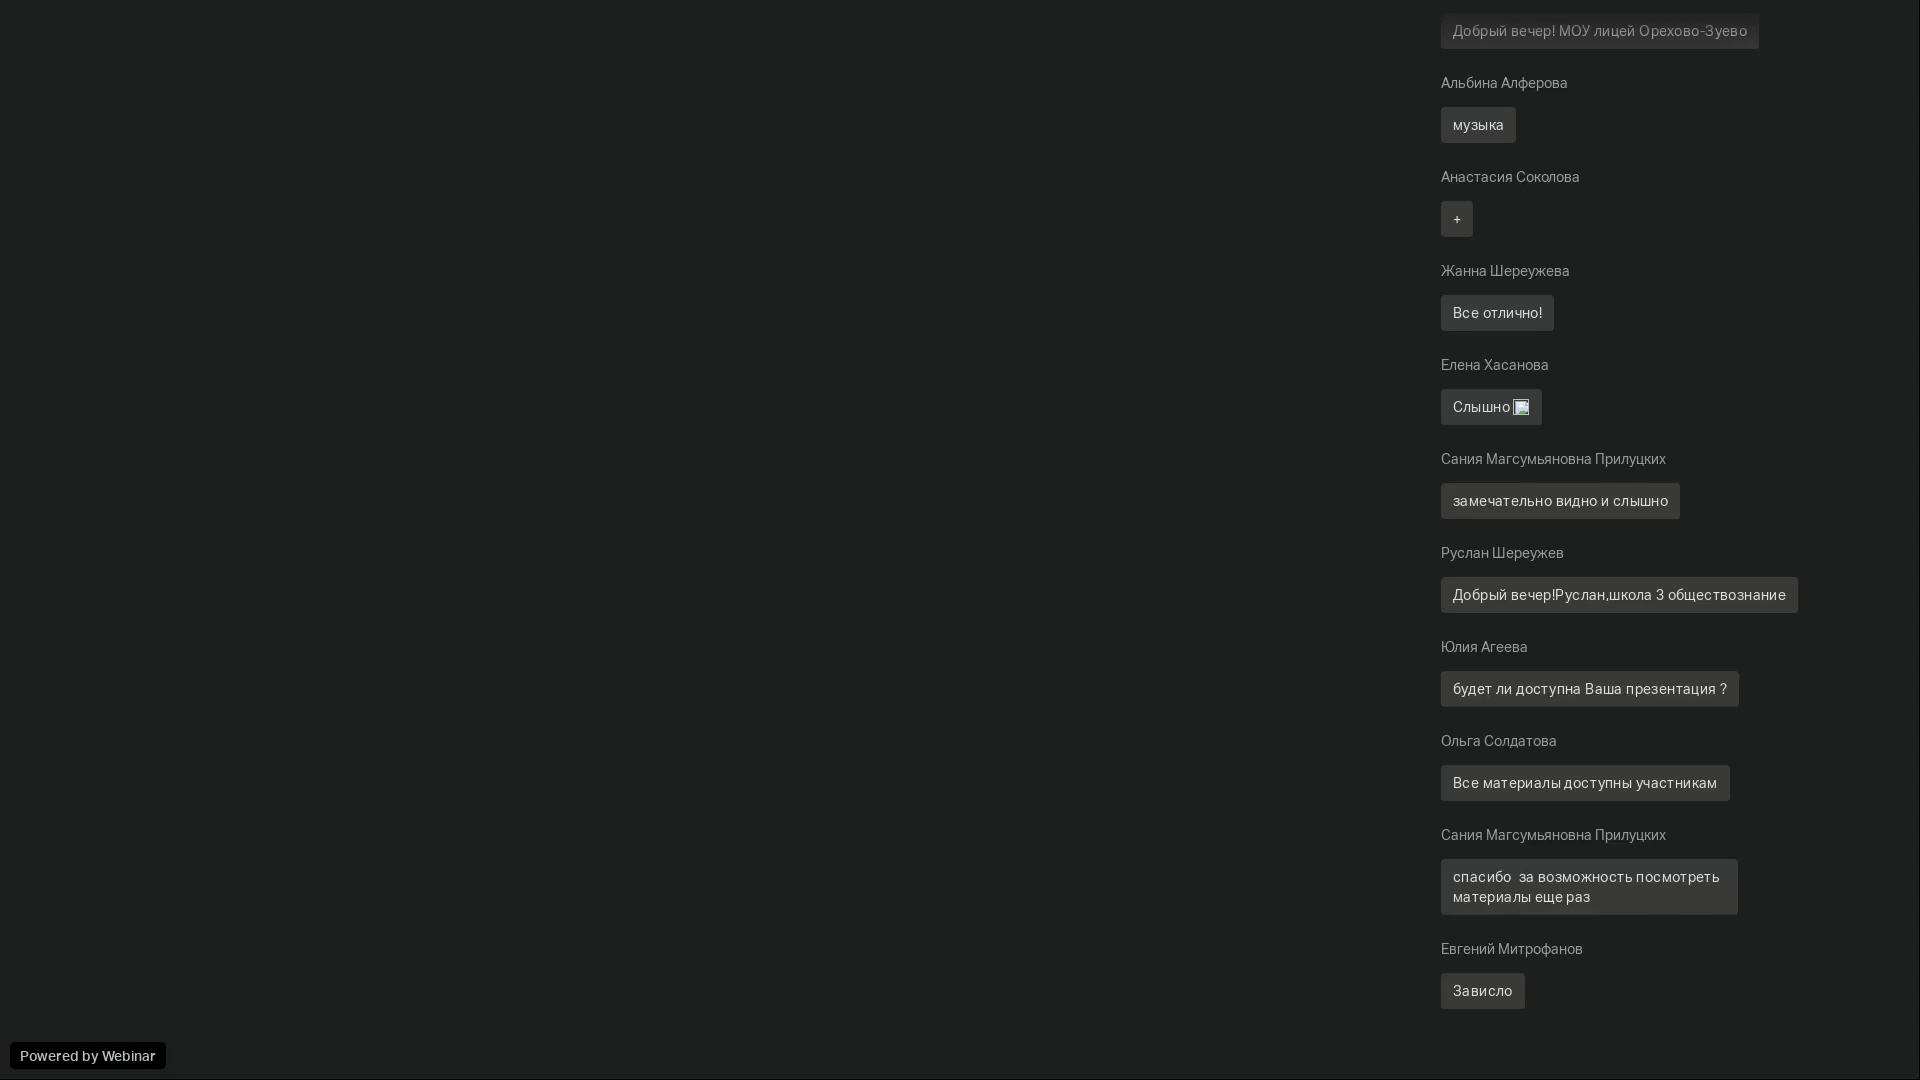 Добрый вечер! МОУ лицей Орехово-Зуево
Альбина Алферова
музыка
Анастасия Соколова
+
Жанна Шереужева
Все отлично!
Елена Хасанова
Слышно
Сания Магсумьяновна Прилуцких
замечательно видно и слышно
Руслан Шереужев
Добрый вечер!Руслан,школа 3 обществознание
Юлия Агеева
будет ли доступна Ваша презентация ?
Ольга Солдатова
Все материалы доступны участникам
Сания Магсумьяновна Прилуцких
спасибо  за возможность посмотреть
материалы еще раз
Евгений Митрофанов
Зависло
Powered by Webinar